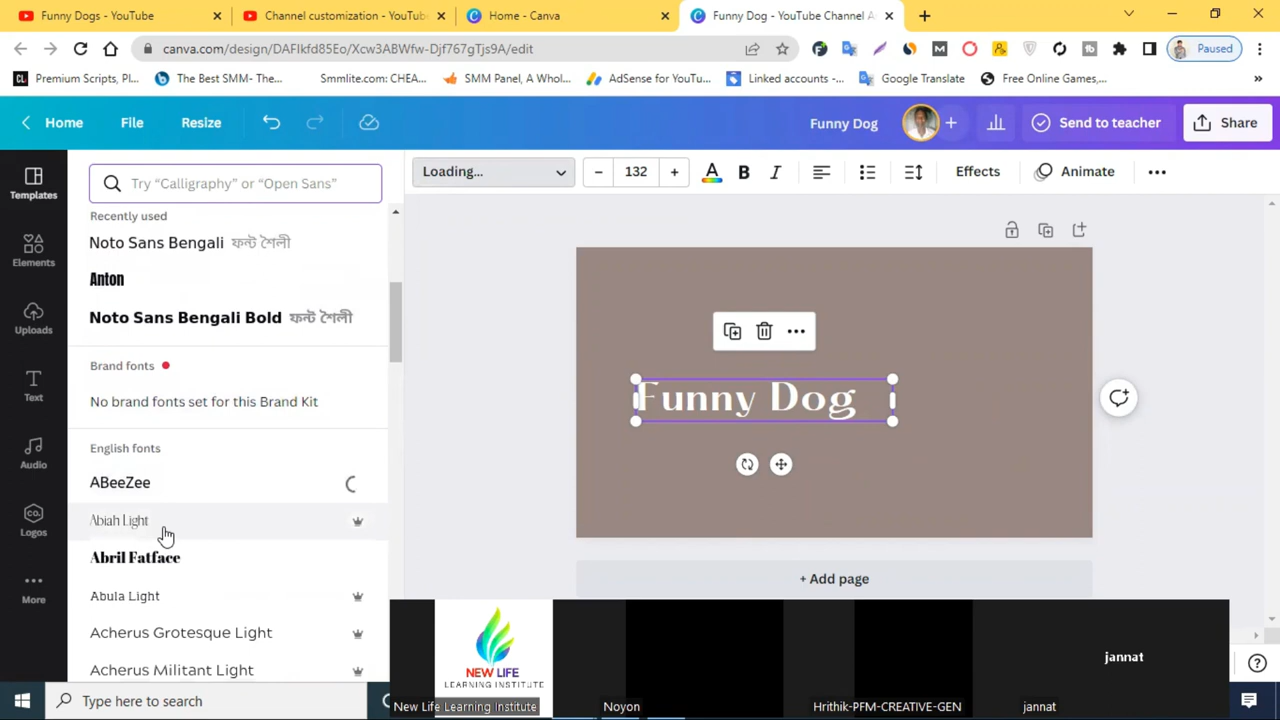 Funny Dogs - YouTube
Channel customization - YouTube
Home - Canva
Funny Dog - YouTube Channel A
canva.com/design/DAFIkfd85Eo/Xcw3ABWfw-Djf767gTjs9A/edit
Paused
Premium Scripts, Pl...
The Best SMM- The...
Smmlite.com: CHEA...
SMM Panel, A Whol...
AdSense for YouTu...
Linked accounts -...
Google Translate
Free Online Games,...
Home
File
Resize
Funny Dog
Send to teacher
Share
Templates
Elements
Uploads
Text
Audio
Logos
More
Try “Calligraphy” or “Open Sans”
Recently used
Noto Sans Bengali ফন্ট শৈলী
Anton
Noto Sans Bengali Bold ফন্ট শৈলী
Brand fonts
No brand fonts set for this Brand Kit
English fonts
ABeeZee
Abiah Light
Abril Fatface
Abula Light
Acherus Grotesque Light
Acherus Militant Light
Loading...
132
B I
Effects
Animate
Funny Dog
+ Add page
NEW LIFE
LEARNING INSTITUTE
jannat
New Life Learning Institute
Noyon
Hrithik-PFM-CREATIVE-GEN
jannat
Type here to search